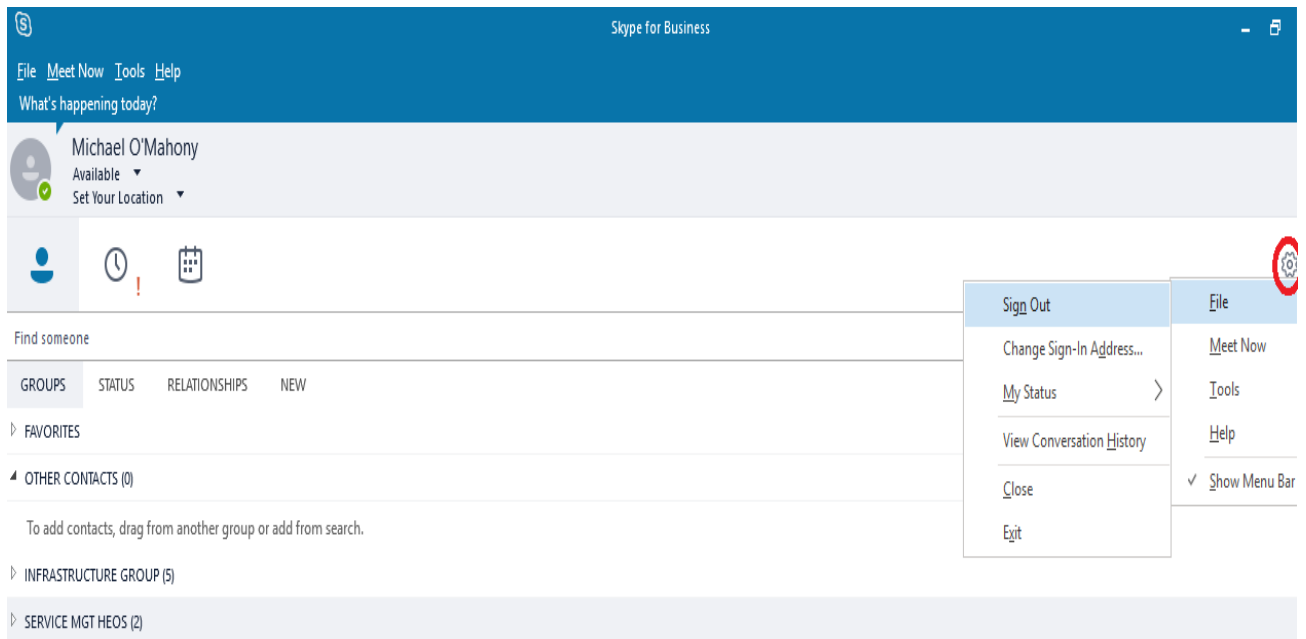 Skype for Business
File Meet Now Tools Help
What's happening today?
Michael O'Mahony
Available
Set Your Location
Find someone
GROUPS STATUS RELATIONSHIPS NEW
FAVORITES
OTHER CONTACTS (0)
To add contacts, drag from another group or add from search.
INFRASTRUCTURE GROUP (5)
SERVICE MGT HEOS (2)
Sign Out
Change Sign-In Address...
My Status
View Conversation History
Close
Exit
File
Meet Now
Tools
Help
Show Menu Bar